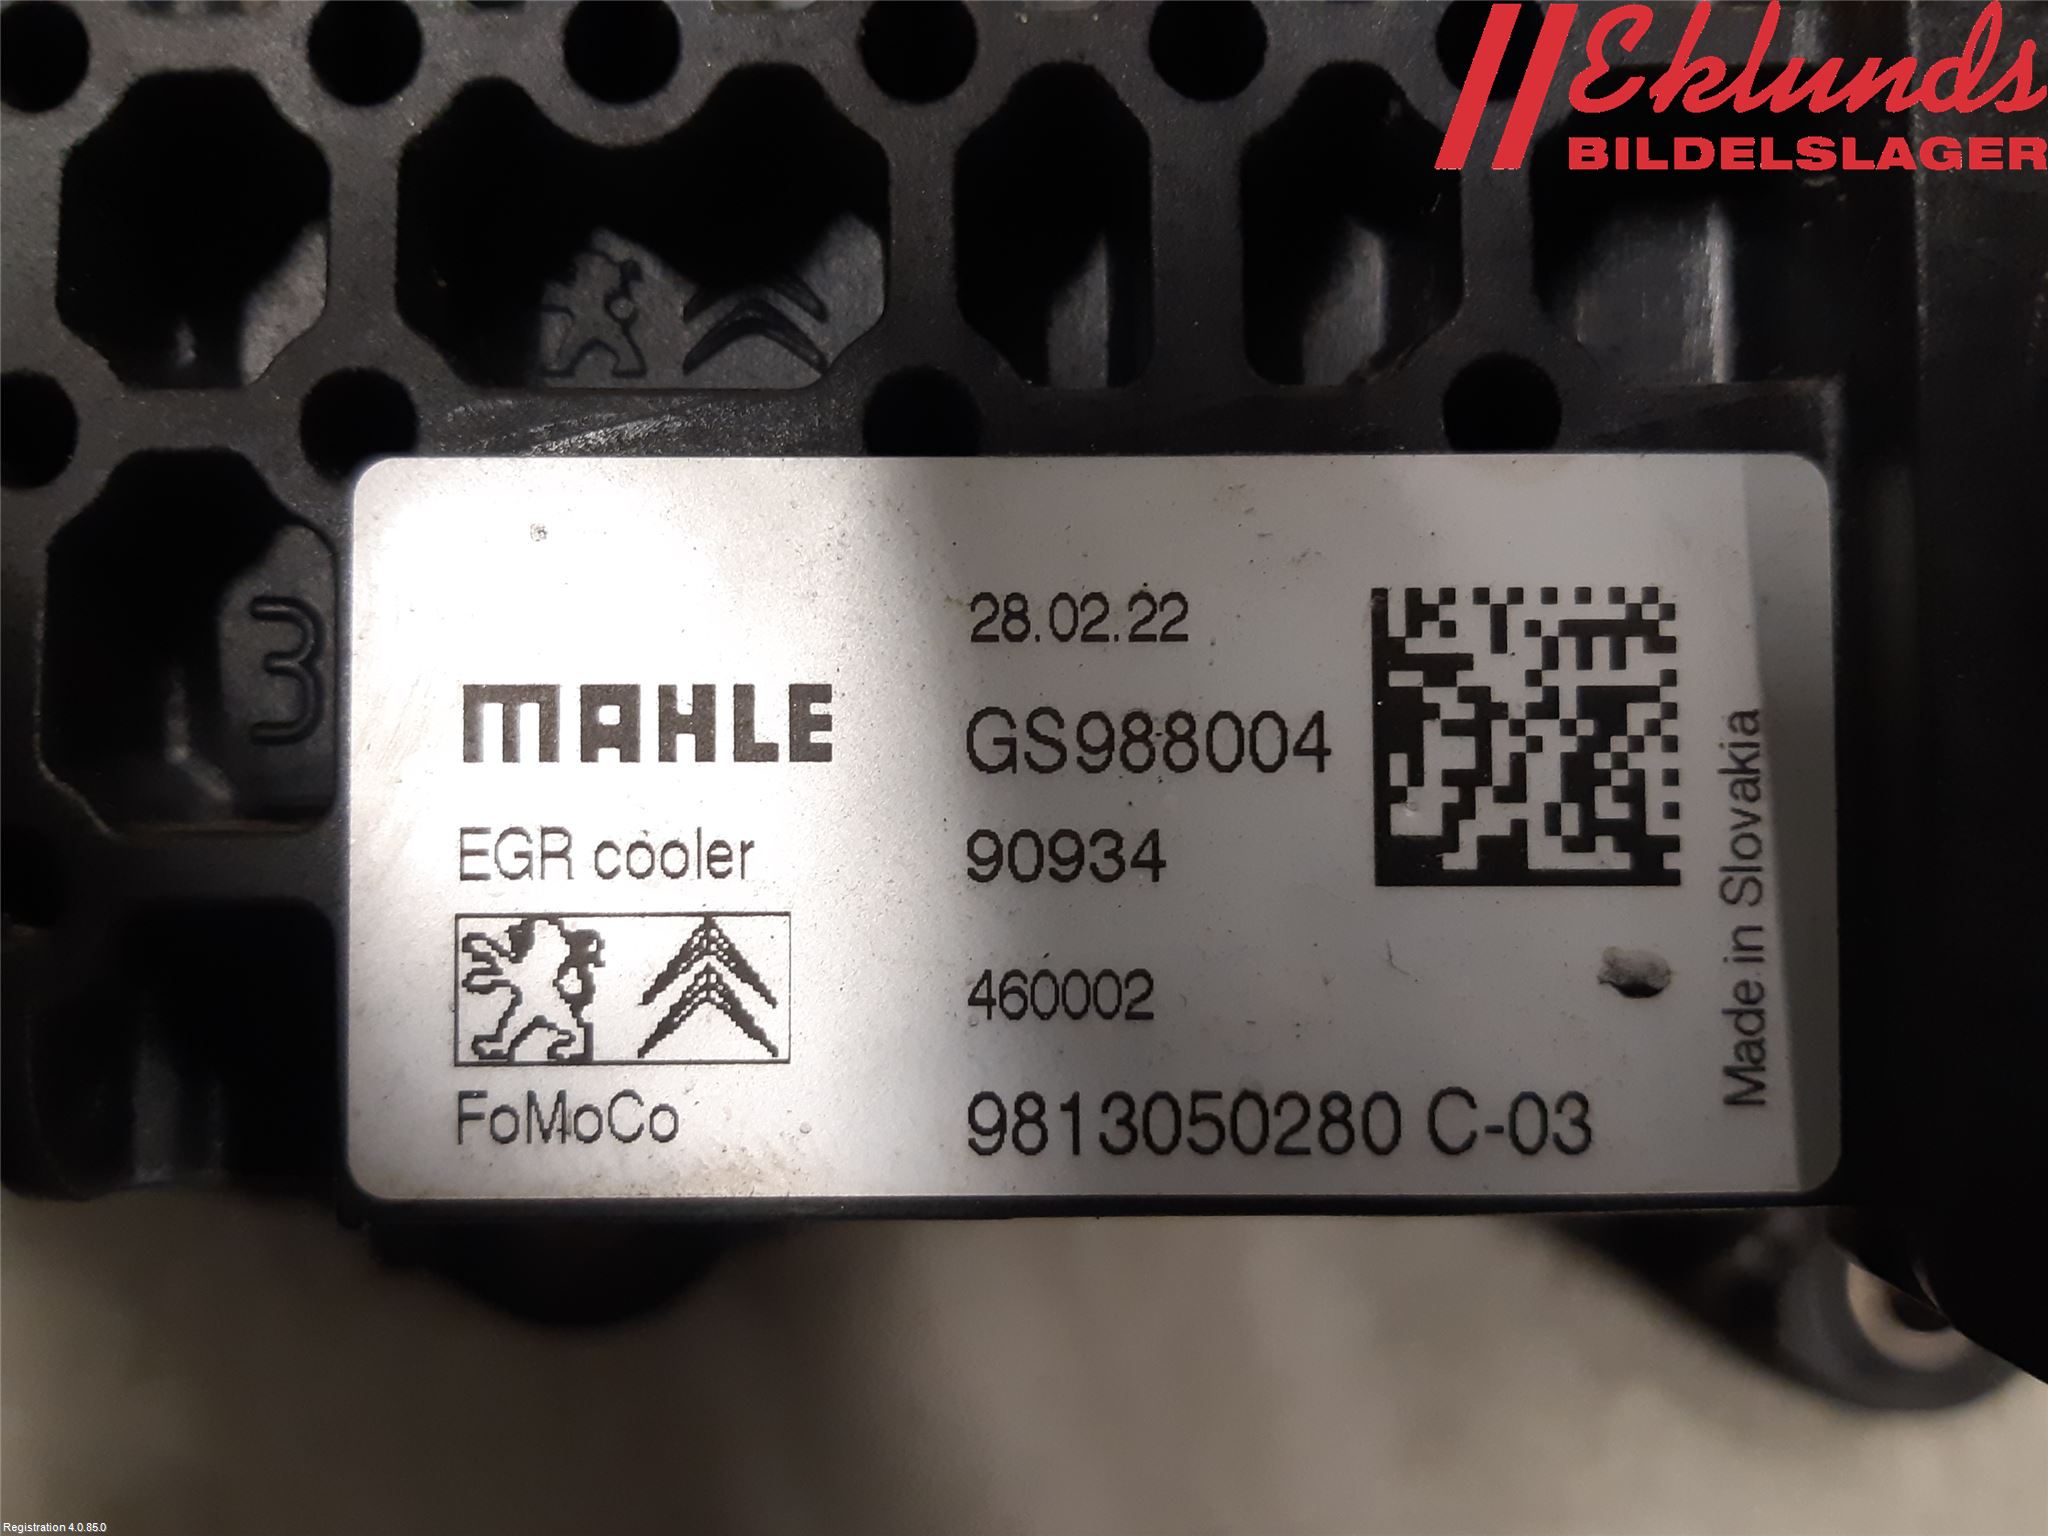 Eklunds
BILDELSLAGER
3
28.02.22
MAHLE
GS988004
EGR cooler
90934
460002
FoMoCo
9813050280 C-03
Made in Slovakia
Registration 4.0.85.0